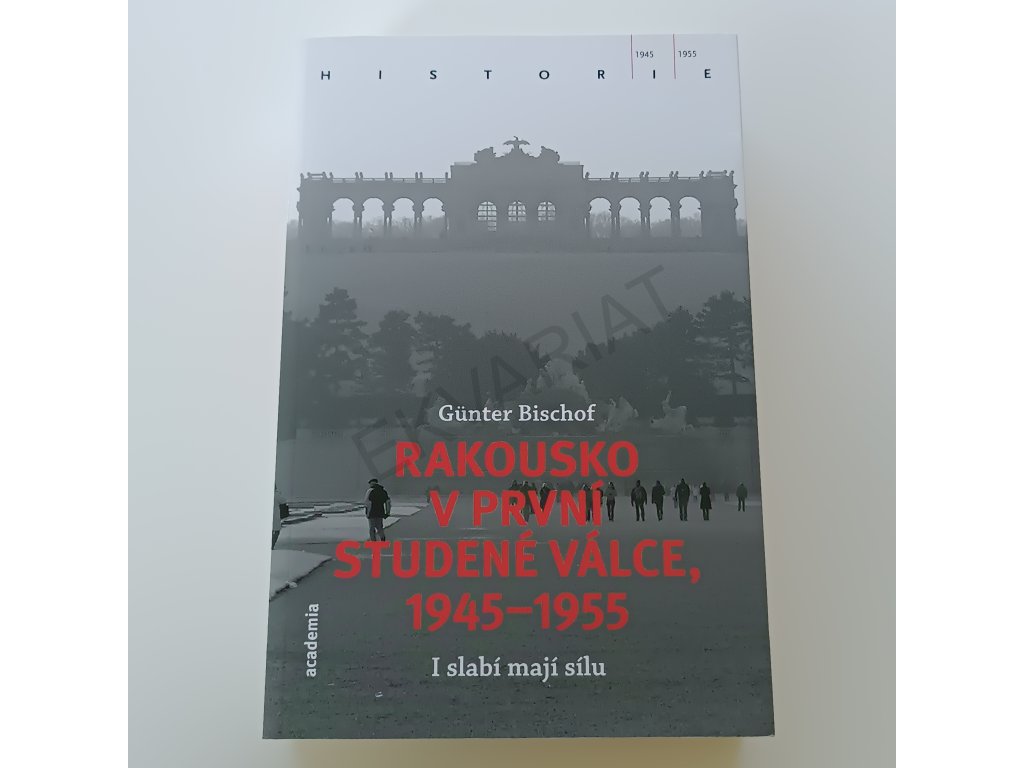 1945 1955
HISTORIE
EKVARIAT
Günter Bischof
RAKOUSKO
V PRVNÍ
STUDENÉ VÁLCE,
1945–1955
I slabí mají sílu
academia